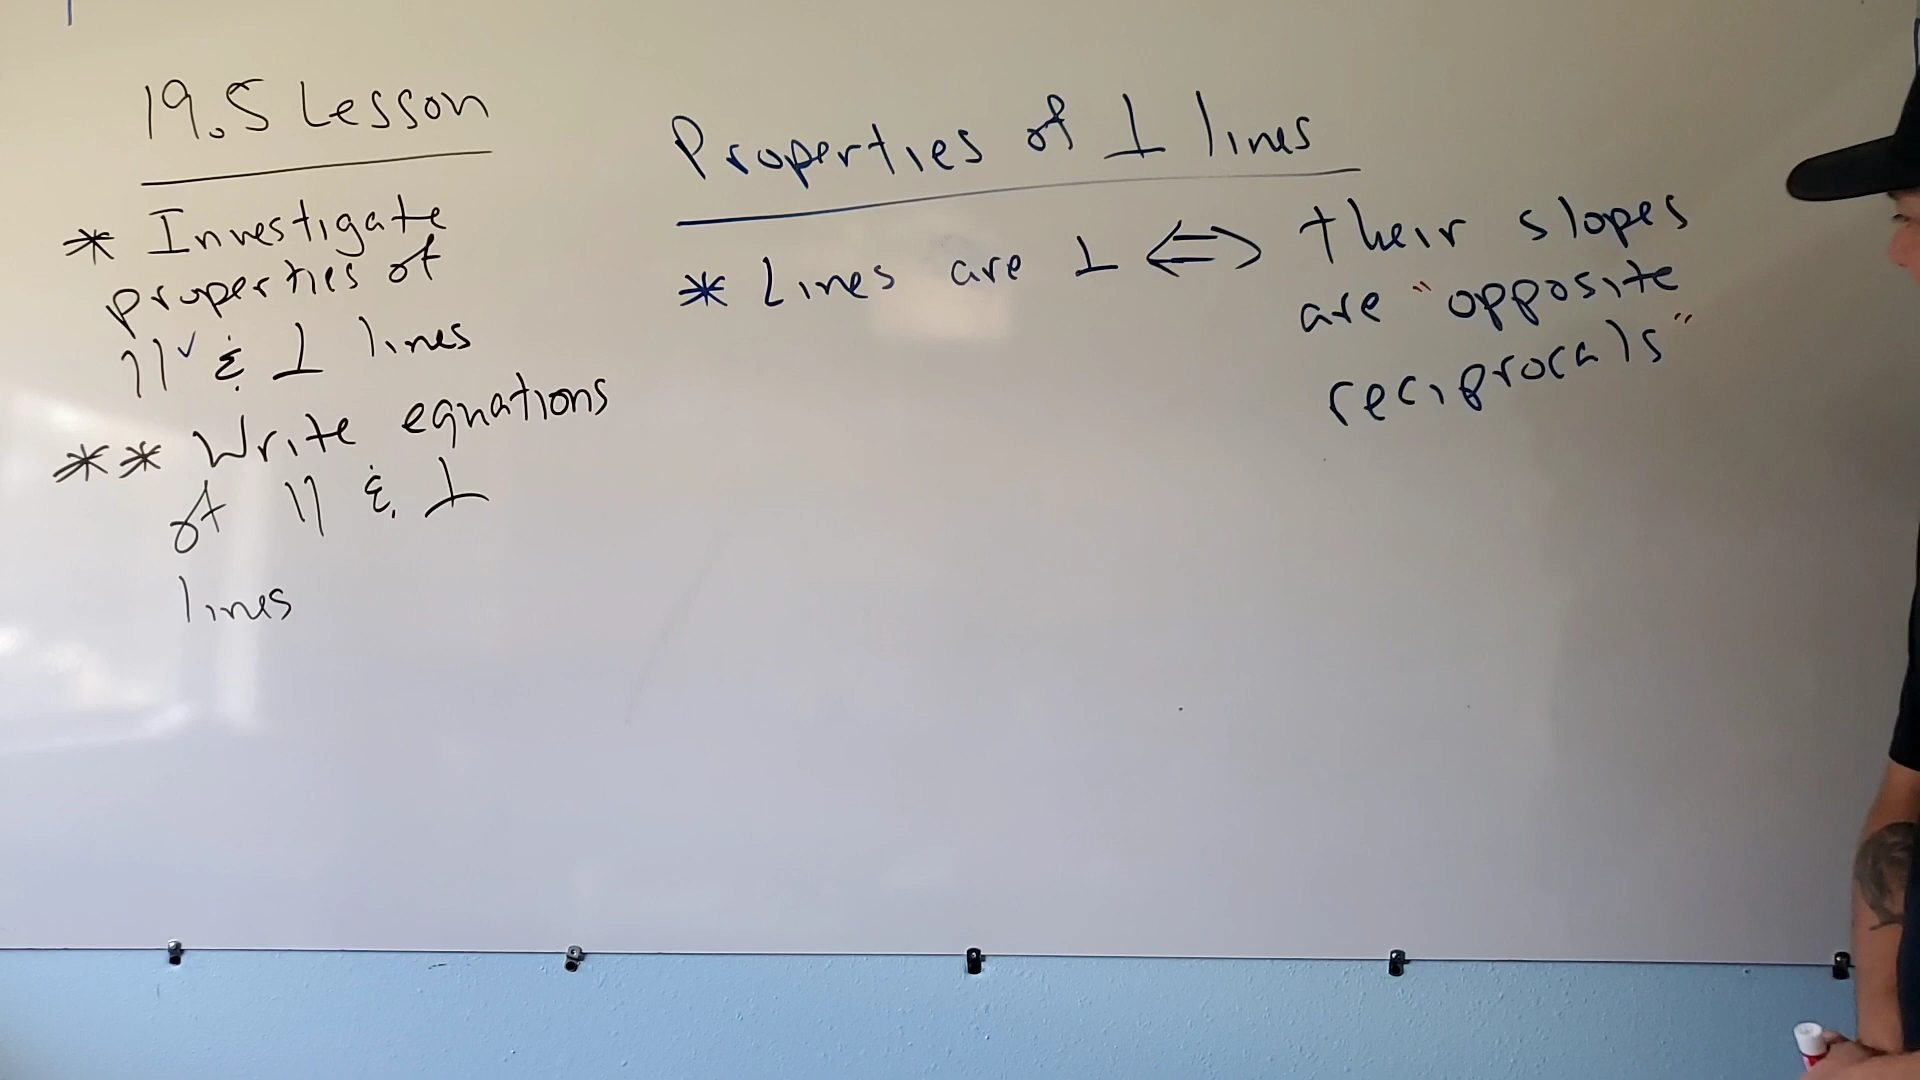 19.5 Lesson
* Investigate
properties of
|| ✓ & ⊥ lines
** Write equations
of || & ⊥
lines
Properties of ⊥ lines
* Lines are ⊥ ⟺ their slopes
are "opposite
reciprocals"